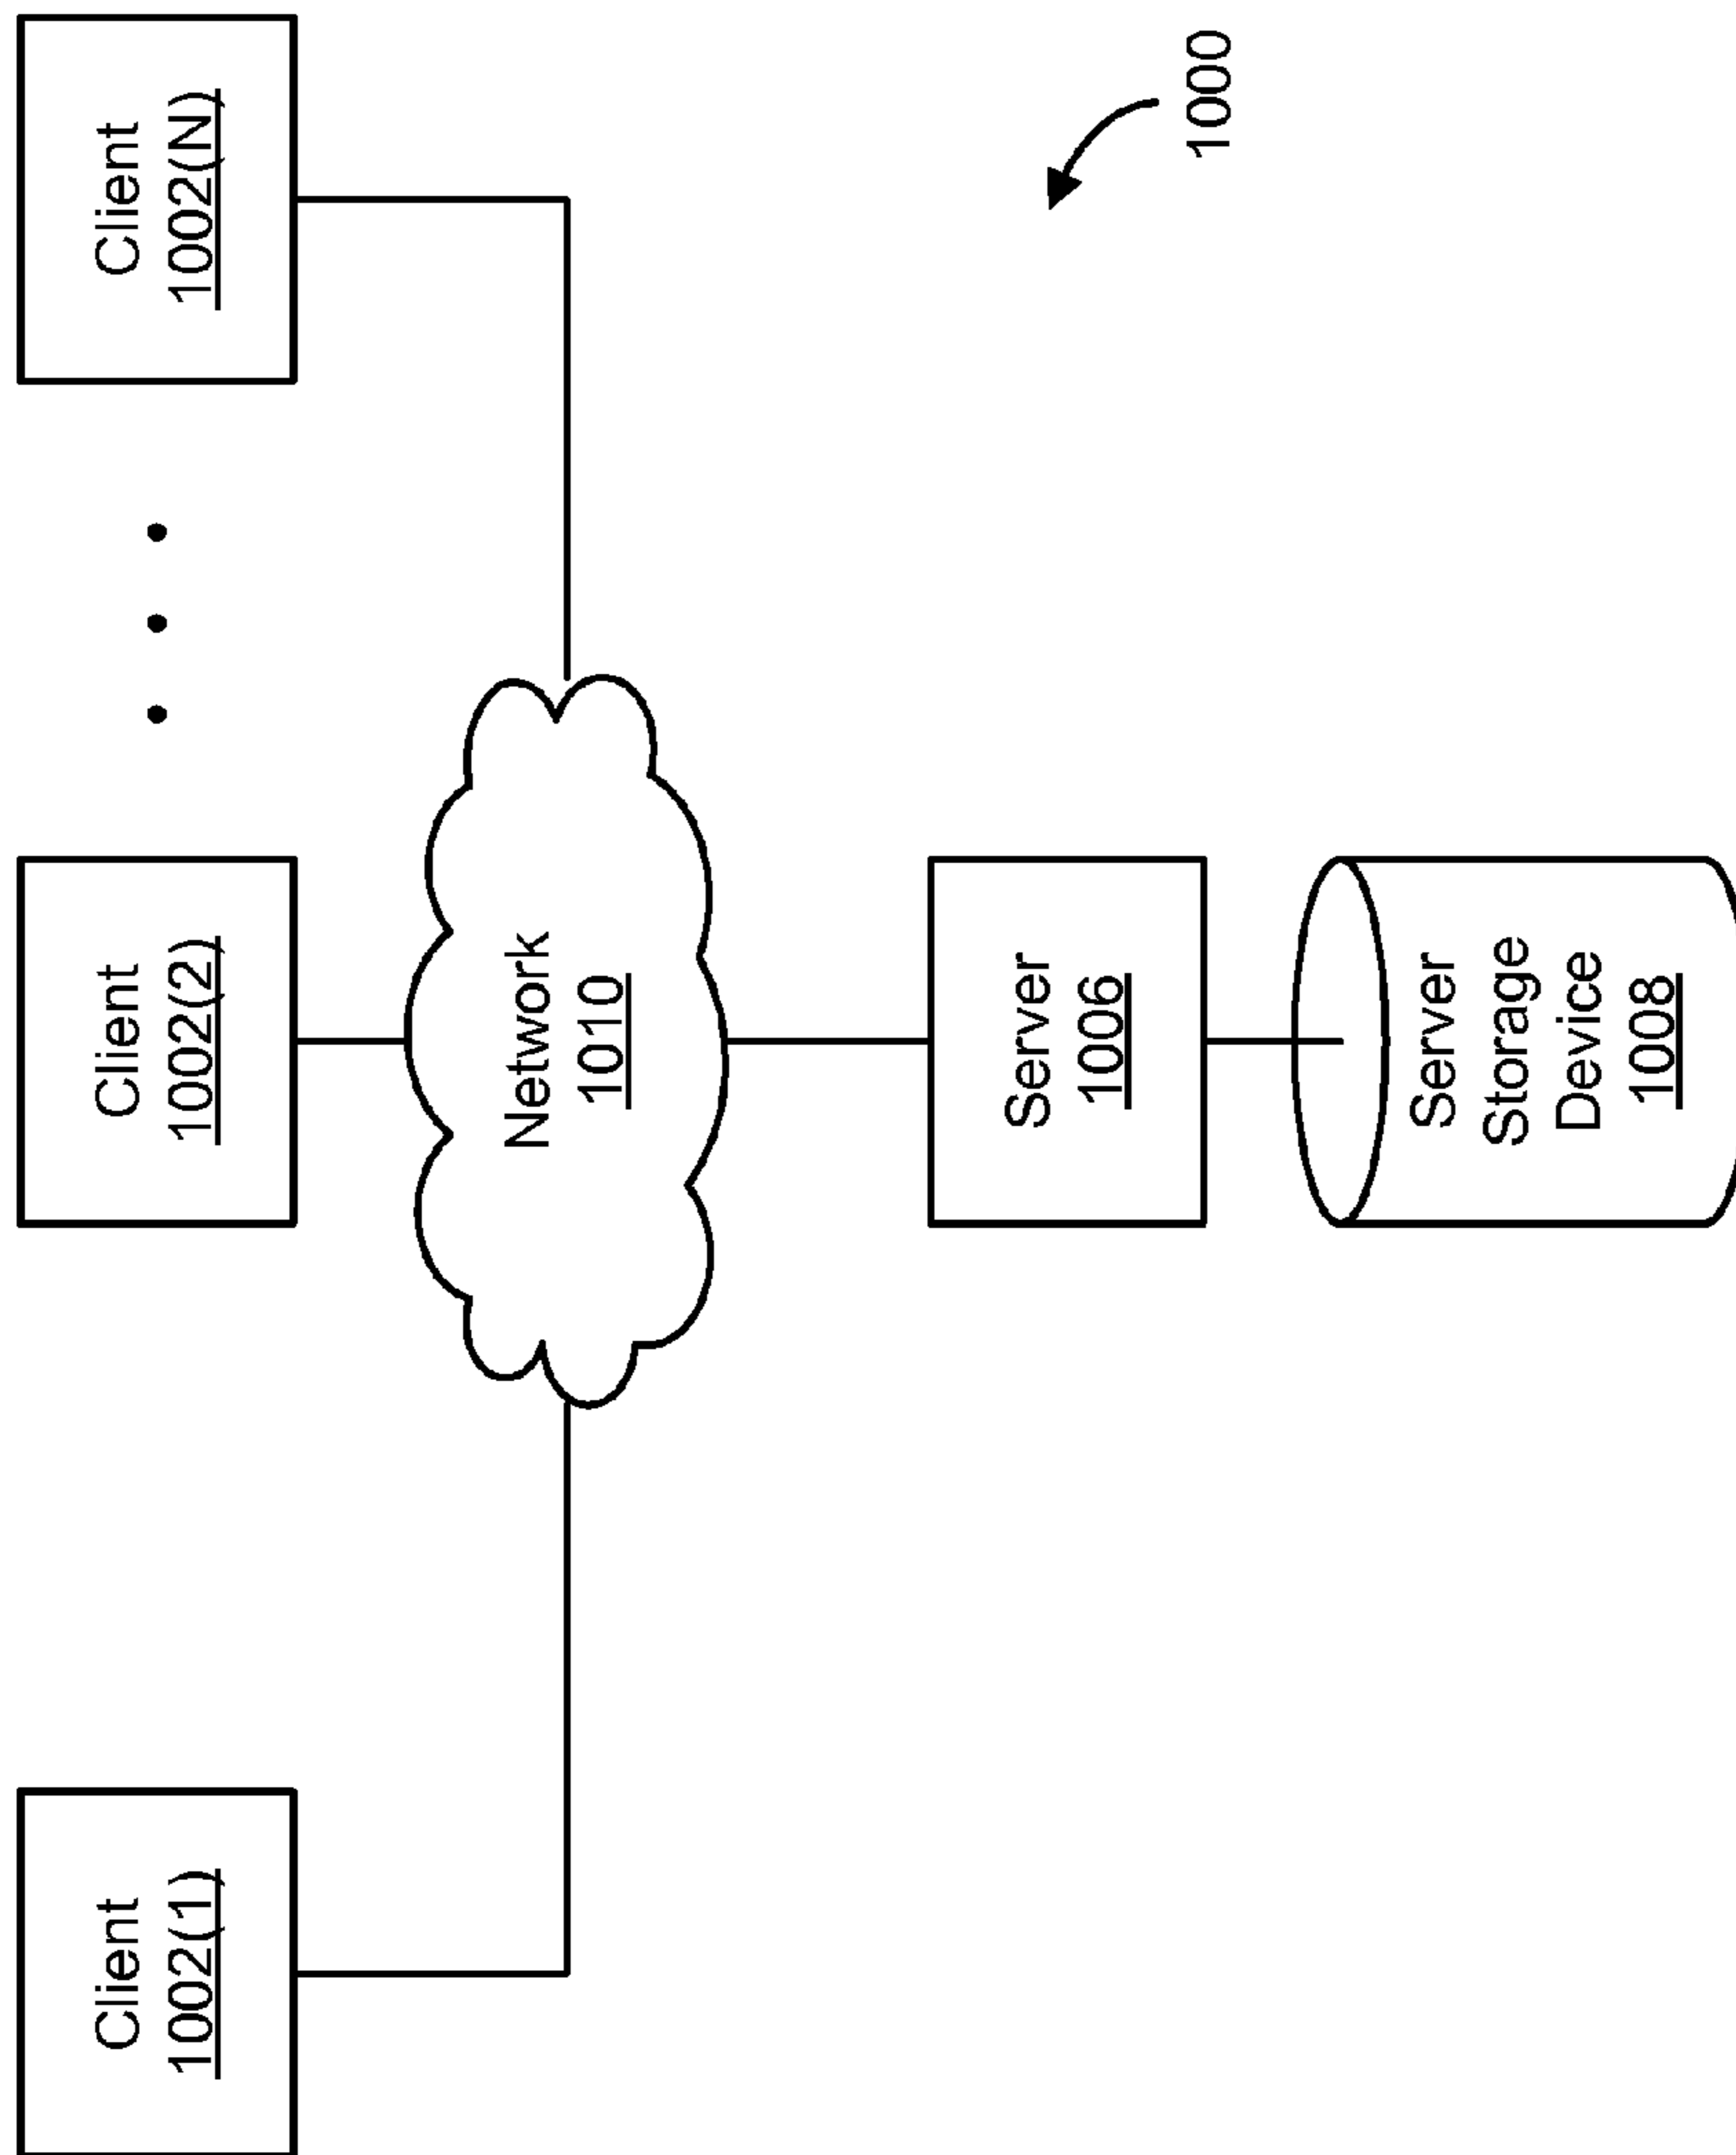 Client
1002(1)
Client
1002(2)
Client
1002(N)
Network
1010
Server
1006
Server
Storage
Device
1008
1000